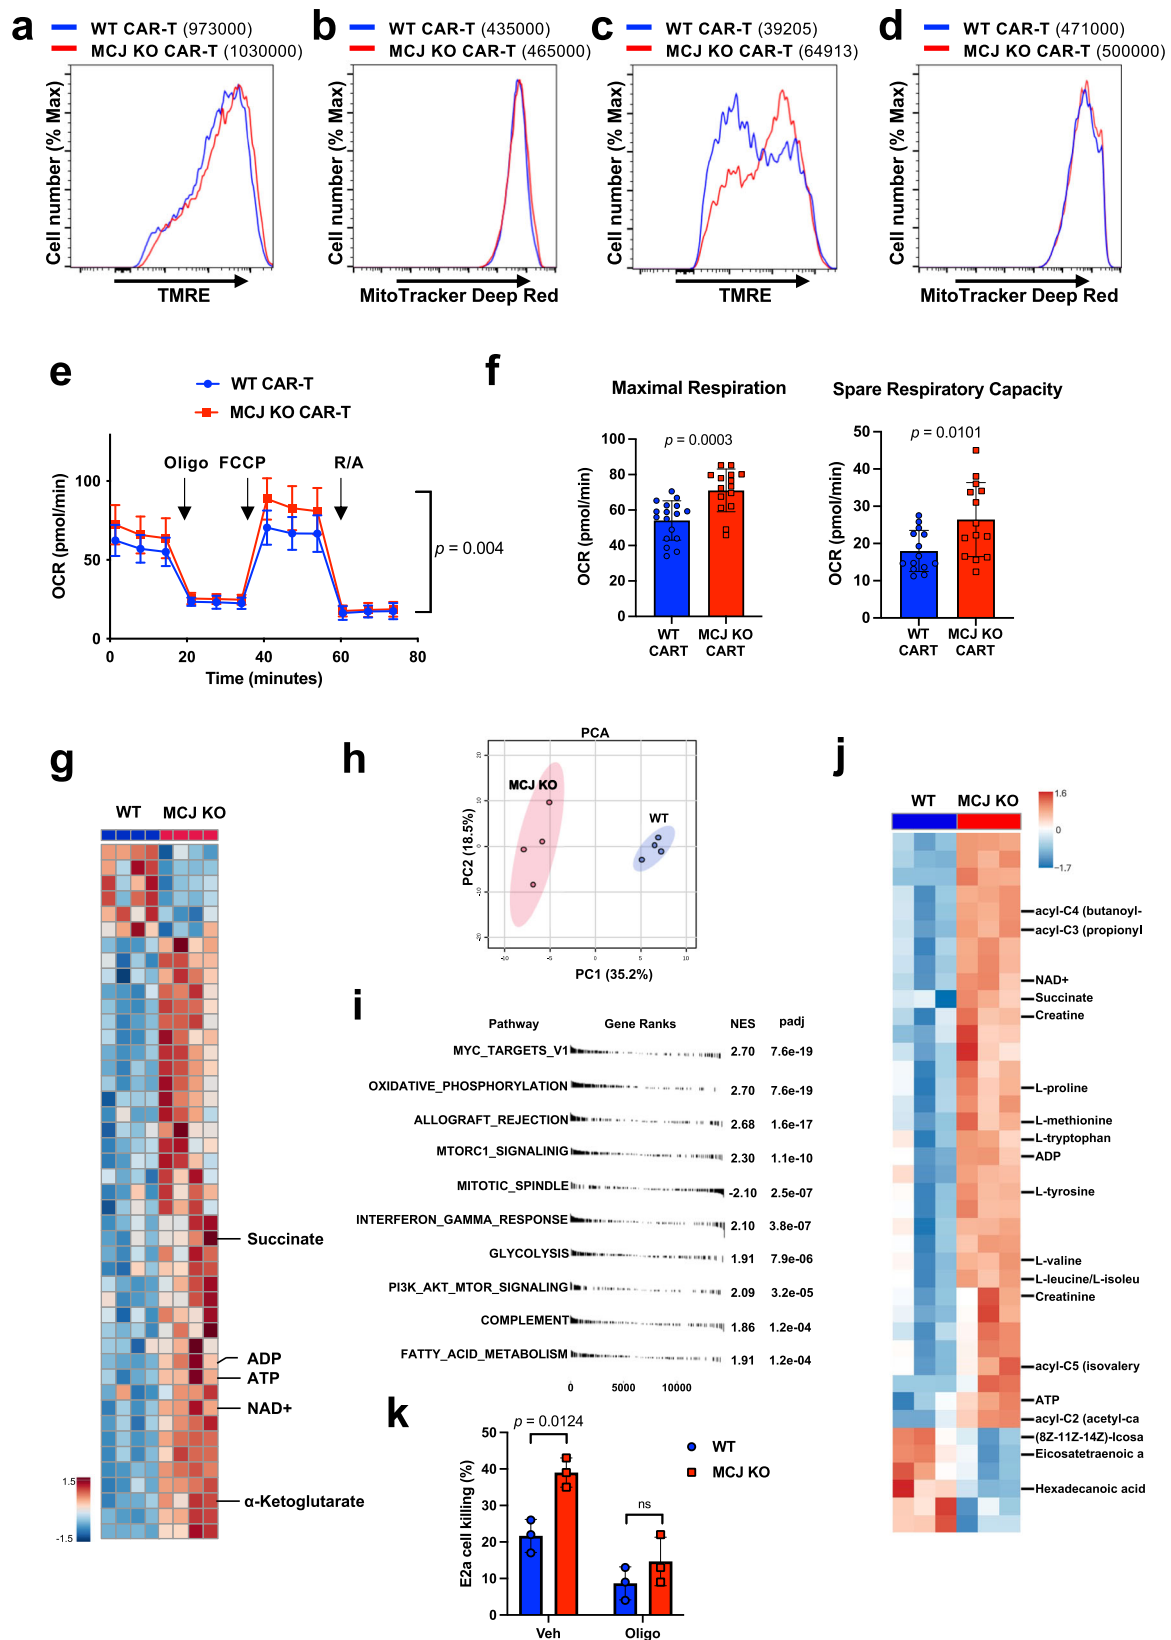 a
WT CAR-T (973000)
MCJ KO CAR-T (1030000)
Cell number (% Max)
TMRE
b
WT CAR-T (435000)
MCJ KO CAR-T (465000)
Cell number (% Max)
MitoTracker Deep Red
c
WT CAR-T (39205)
MCJ KO CAR-T (64913)
Cell number (% Max)
TMRE
d
WT CAR-T (471000)
MCJ KO CAR-T (500000)
Cell number (% Max)
MitoTracker Deep Red
e
WT CAR-T
MCJ KO CAR-T
Oligo FCCP R/A
100
50
0
OCR (pmol/min)
p = 0.004
0 20 40 60 80
Time (minutes)
f
Maximal Respiration
p = 0.0003
100
80
60
40
20
0
OCR (pmol/min)
WT CART
MCJ KO CART
Spare Respiratory Capacity
p = 0.0101
50
40
30
20
10
0
OCR (pmol/min)
WT CART
MCJ KO CART
g
WT MCJ KO
Succinate
ADP
ATP
NAD+
α-Ketoglutarate
1.5
-1.5
h
PCA
MCJ KO
WT
20
10
0
-10
-20
PC2 (18.5%)
-10 -5 0 5 10
PC1 (35.2%)
i
Pathway Gene Ranks NES padj
MYC_TARGETS_V1 2.70 7.6e-19
OXIDATIVE_PHOSPHORYLATION 2.70 7.6e-19
ALLOGRAFT_REJECTION 2.68 1.6e-17
MTORC1_SIGNALINIG 2.30 1.1e-10
MITOTIC_SPINDLE -2.10 2.5e-07
INTERFERON_GAMMA_RESPONSE 2.10 3.8e-07
GLYCOLYSIS 1.91 7.9e-06
PI3K_AKT_MTOR_SIGNALING 2.09 3.2e-05
COMPLEMENT 1.86 1.2e-04
FATTY_ACID_METABOLISM 1.91 1.2e-04
0 5000 10000
j
WT MCJ KO
1.6
0
-1.7
acyl-C4 (butanoyl-
acyl-C3 (propionyl
NAD+
Succinate
Creatine
L-proline
L-methionine
L-tryptophan
ADP
L-tyrosine
L-valine
L-leucine/L-isoleu
Creatinine
acyl-C5 (isovalery
ATP
acyl-C2 (acetyl-ca
(8Z-11Z-14Z)-Icosa
Eicosatetraenoic a
Hexadecanoic acid
k
p = 0.0124
ns
WT
MCJ KO
50
40
30
20
10
0
E2a cell killing (%)
Veh Oligo